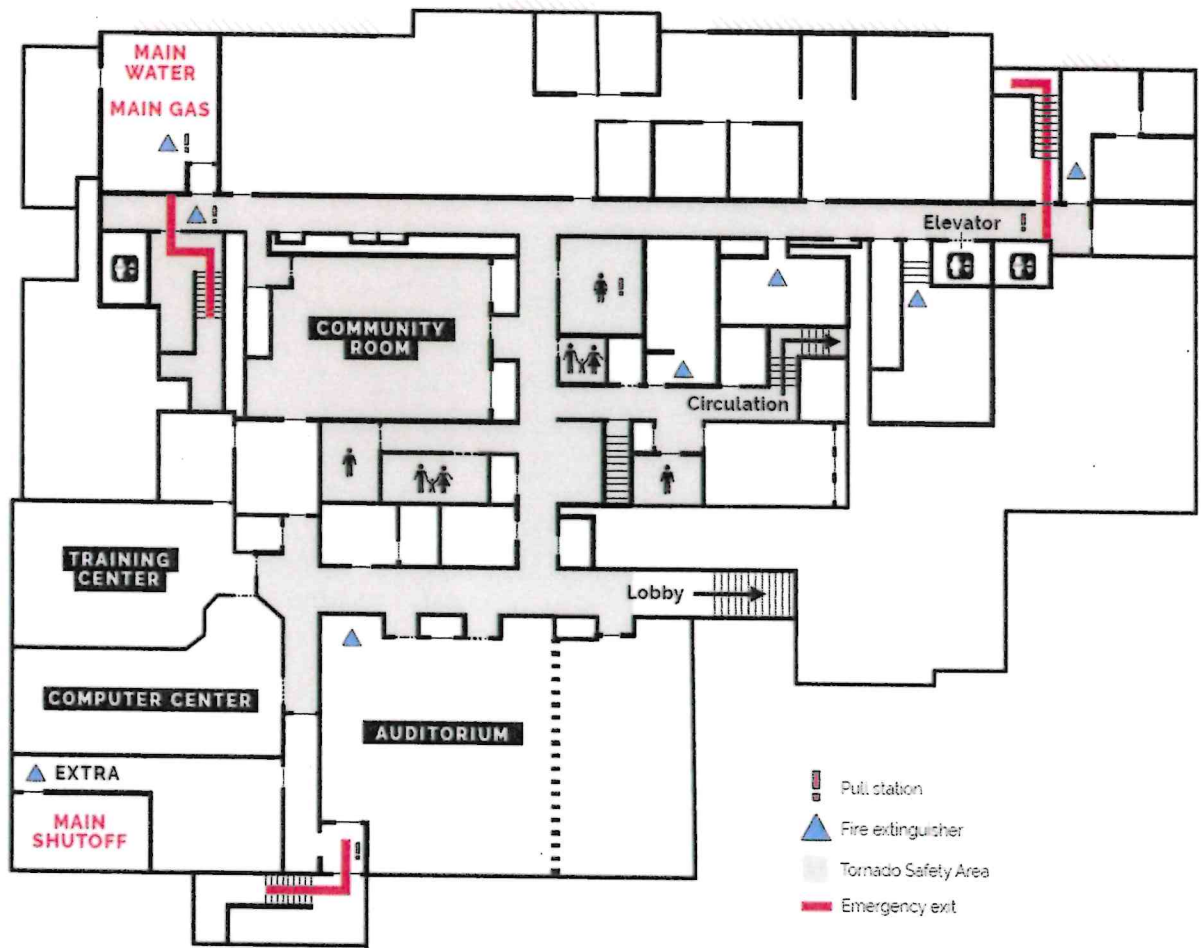 MAIN
WATER
MAIN GAS
Elevator
COMMUNITY
ROOM
Circulation
TRAINING
CENTER
Lobby
COMPUTER CENTER
AUDITORIUM
EXTRA
MAIN
SHUTOFF
Pull station
Fire extinguisher
Tornado Safety Area
Emergency exit